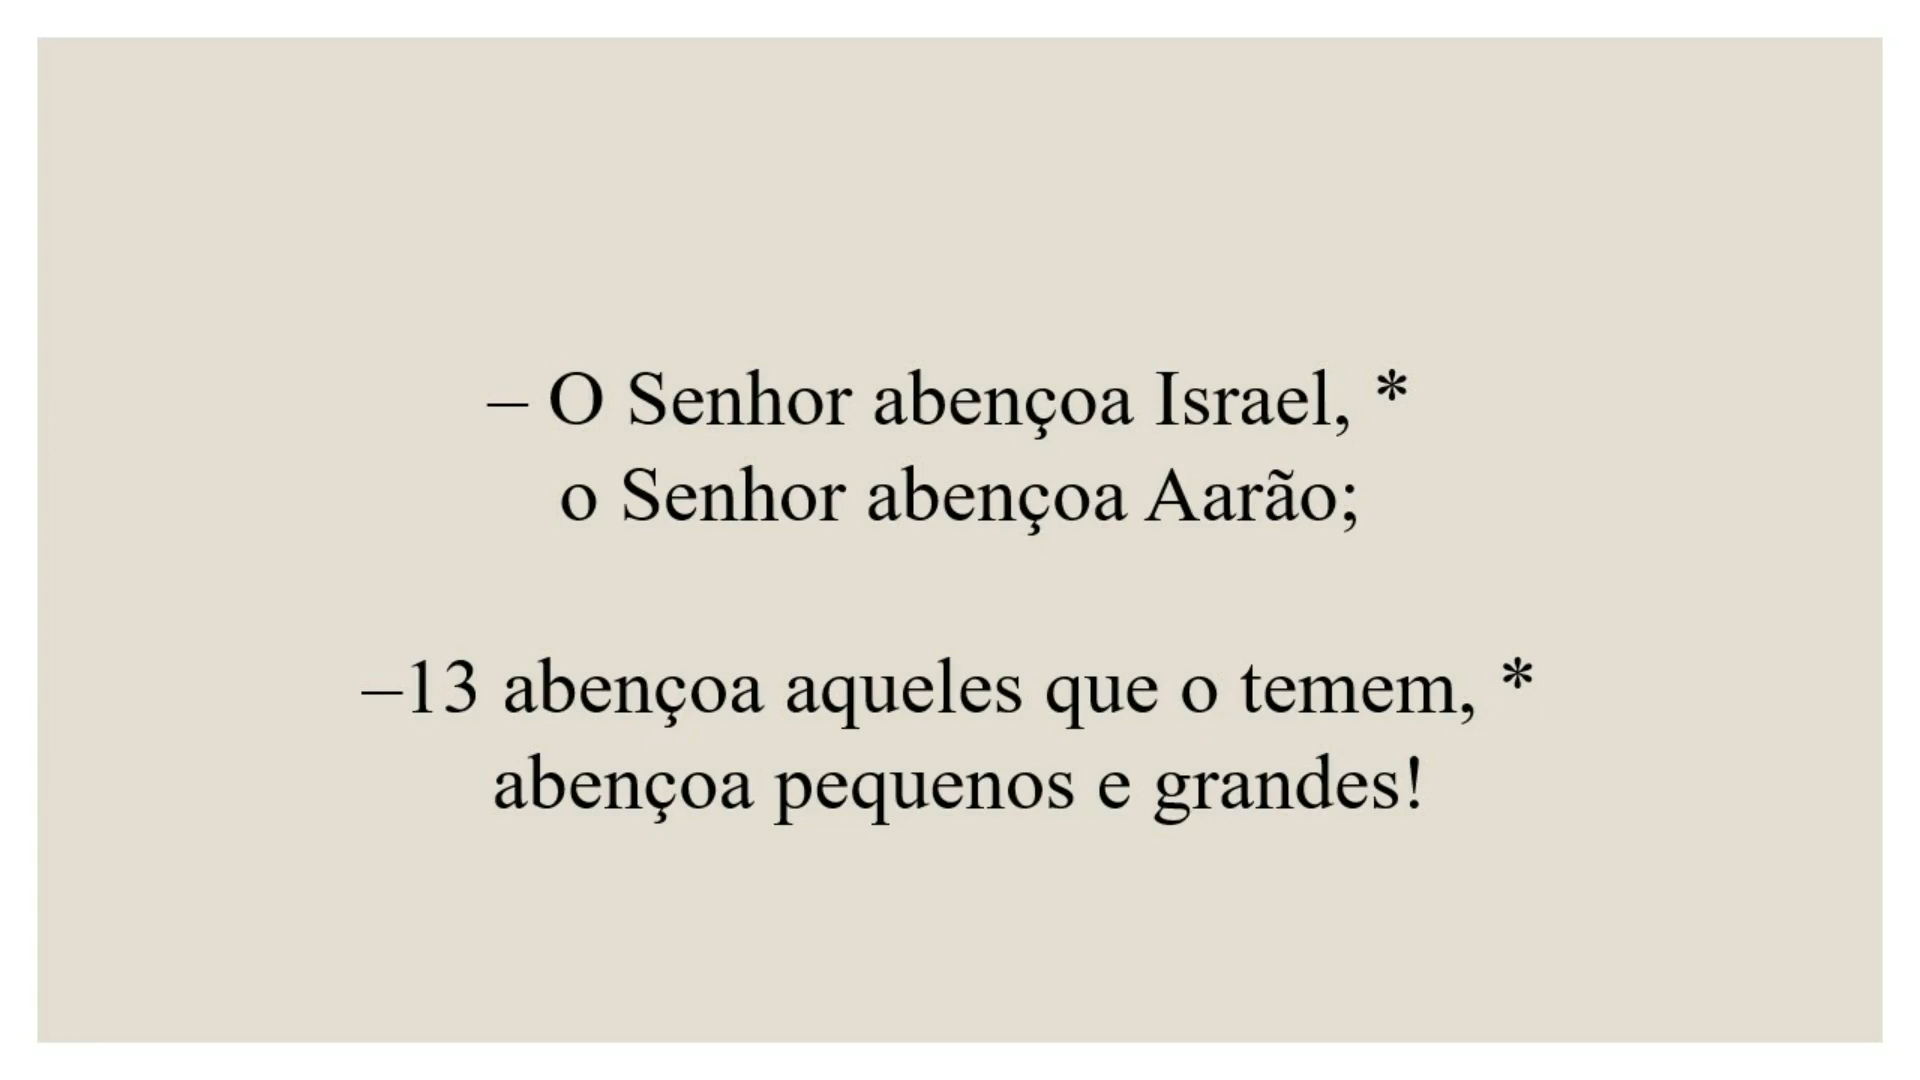 – O Senhor abençoa Israel, *
o Senhor abençoa Aarão;
–13 abençoa aqueles que o temem, *
abençoa pequenos e grandes!